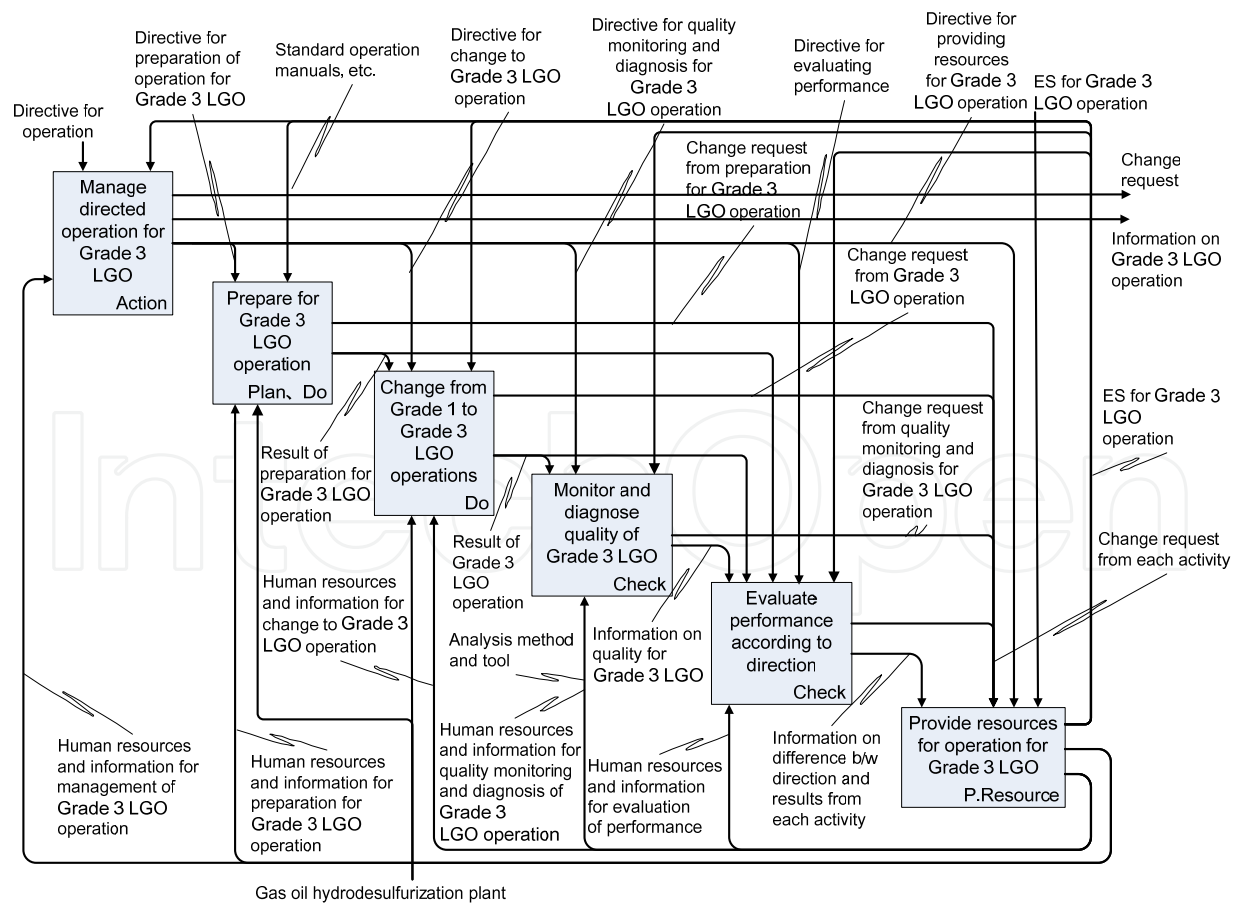 Directive for
preparation of
operation for
Grade 3 LGO
Standard operation
manuals, etc.
Directive for
change to
Grade 3 LGO
operation
Directive for quality
monitoring and
diagnosis for
Grade 3
LGO operation
Directive for
evaluating
performance
Directive for
providing
resources
for Grade 3
LGO operation
ES for Grade 3
LGO operation
Directive for
operation
Change request
from preparation
for Grade 3
LGO operation
Change
request
Manage
directed
operation for
Grade 3
LGO
Action
Information on
Grade 3 LGO
operation
Change request
from Grade 3
LGO operation
Prepare for
Grade 3
LGO
operation
Plan、Do
Change from
Grade 1 to
Grade 3
LGO
operations
Do
ES for Grade 3
LGO
operation
Change request
from quality
monitoring and
diagnosis for
Grade 3 LGO
operation
Result of
preparation for
Grade 3 LGO
operation
Monitor and
diagnose
quality of
Grade 3 LGO
Check
Result of
Grade 3
LGO
operation
Change request
from each activity
Human resources
and information for
change to Grade 3
LGO operation
Analysis method
and tool
Information on
quality for
Grade 3 LGO
Evaluate
performance
according to
direction
Check
Provide resources
for operation for
Grade 3 LGO
P.Resource
Human resources
and information for
management of
Grade 3 LGO
operation
Human resources
and information for
preparation for
Grade 3 LGO
operation
Human resources
and information for
quality monitoring
and diagnosis of
Grade 3
LGO operation
Human resources
and information
for evaluation
of performance
Information on
difference b/w
direction and
results from
each activity
Gas oil hydrodesulfurization plant
IntechOpen